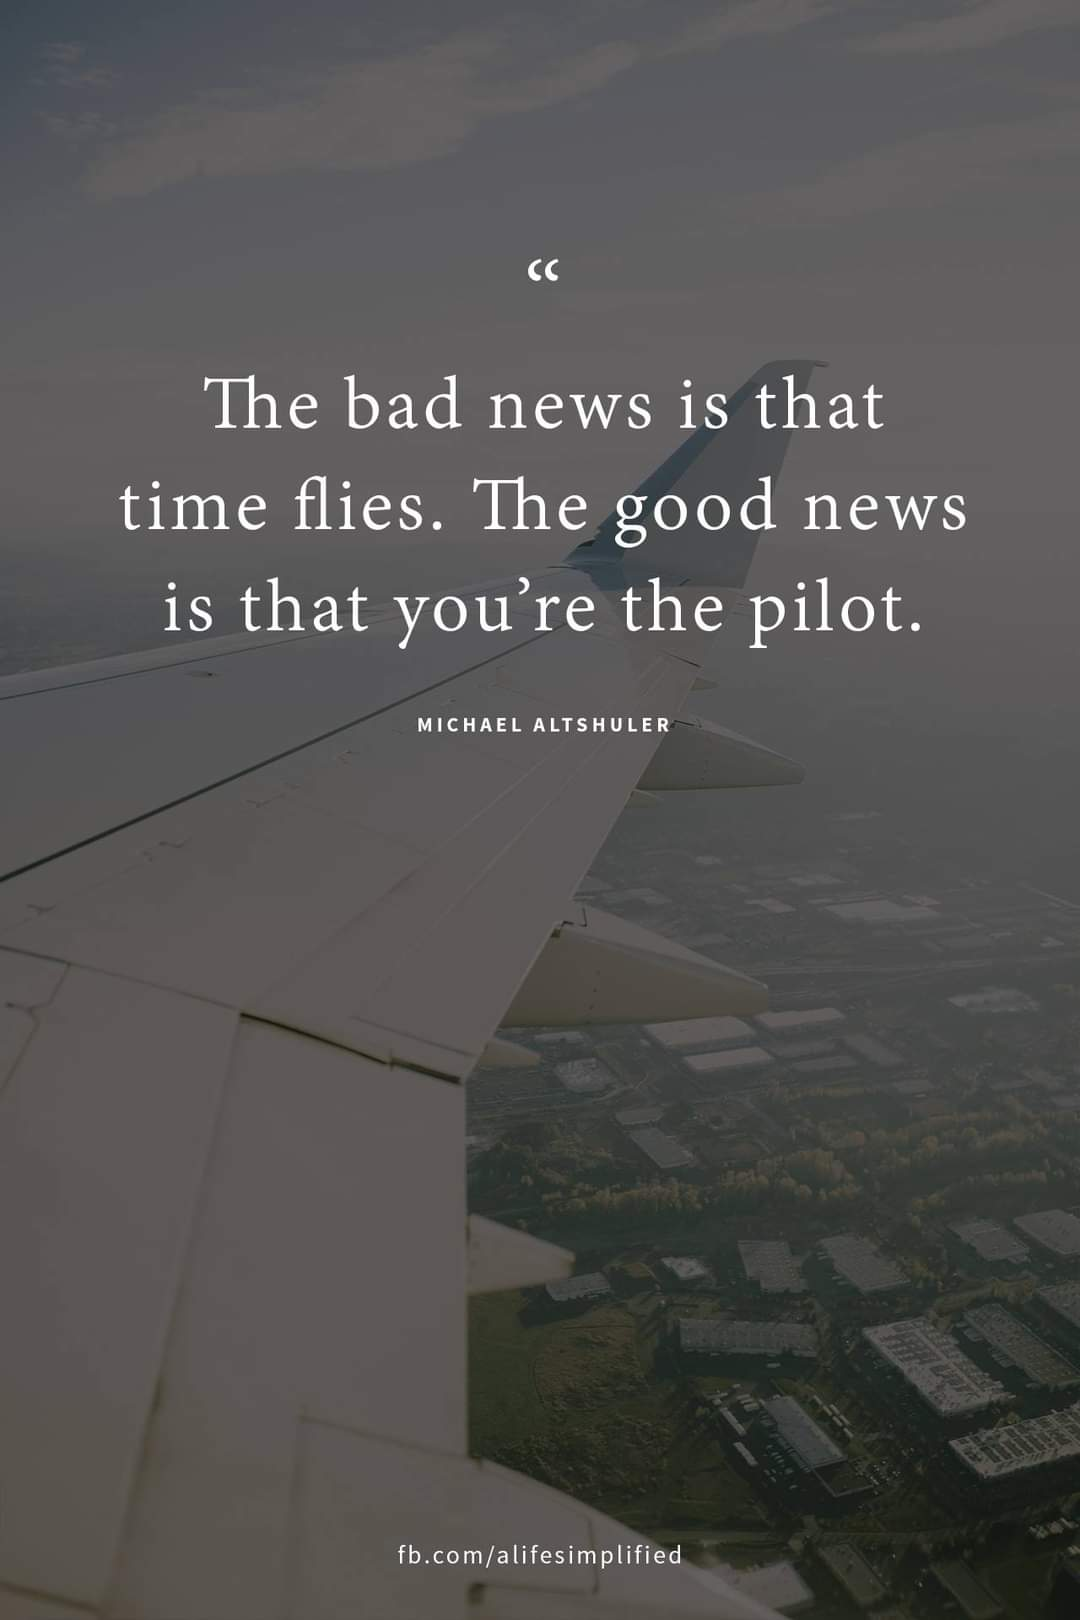 “
The bad news is that
time flies. The good news
is that you’re the pilot.
MICHAEL ALTSHULER
fb.com/alifesimplified